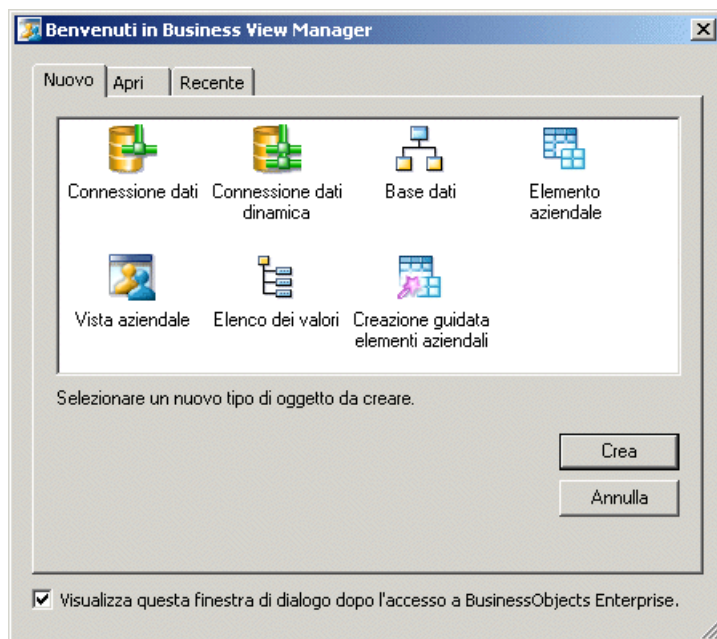 Benvenuti in Business View Manager
Nuovo Apri Recente
Connessione dati Connessione dati dinamica Base dati Elemento aziendale
Vista aziendale Elenco dei valori Creazione guidata elementi aziendali
Selezionare un nuovo tipo di oggetto da creare.
Crea
Annulla
Visualizza questa finestra di dialogo dopo l'accesso a BusinessObjects Enterprise.